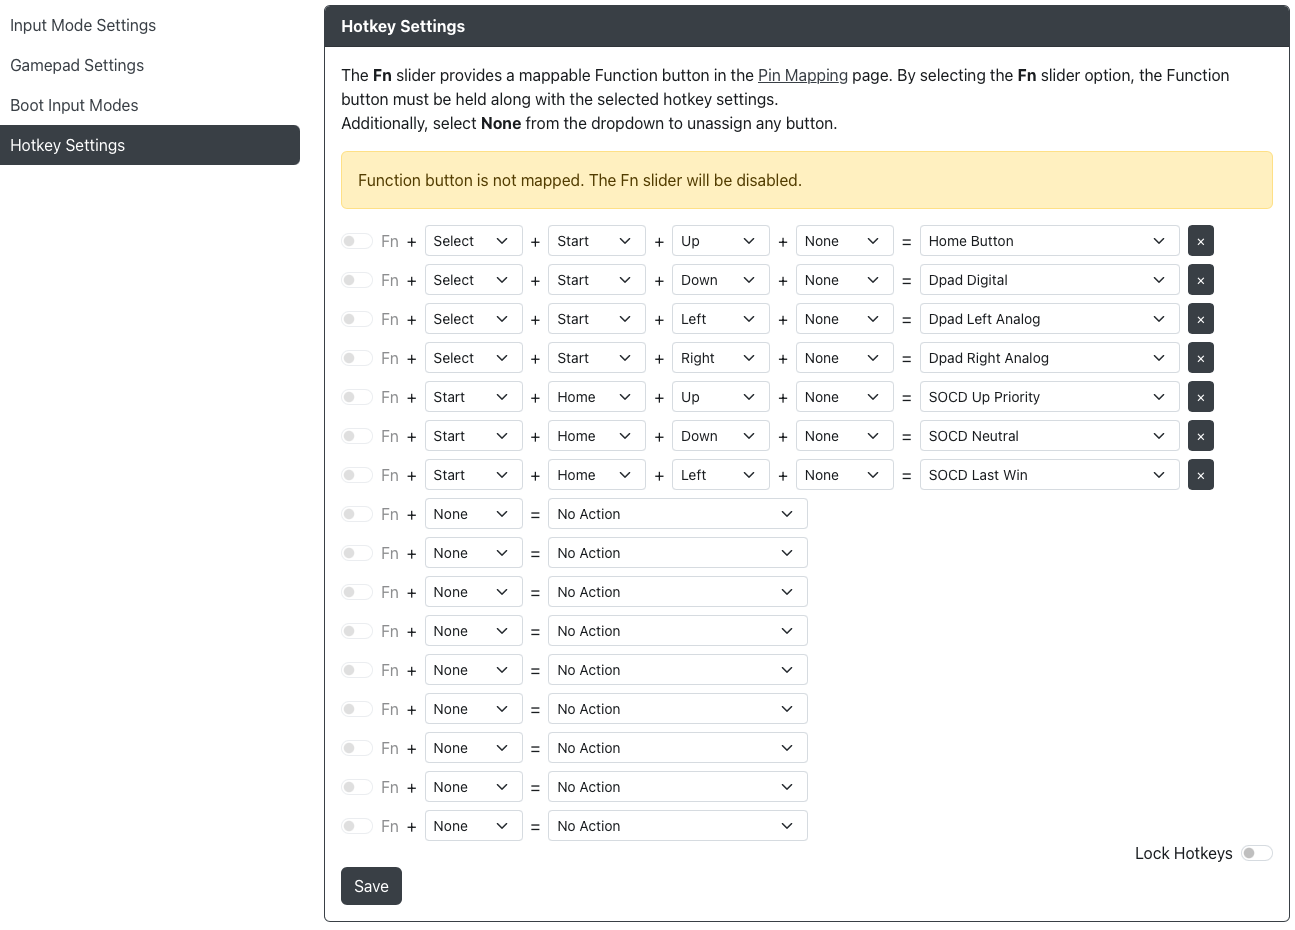 Input Mode Settings
Gamepad Settings
Boot Input Modes
Hotkey Settings
Hotkey Settings
The Fn slider provides a mappable Function button in the Pin Mapping page. By selecting the Fn slider option, the Function
button must be held along with the selected hotkey settings.
Additionally, select None from the dropdown to unassign any button.
Function button is not mapped. The Fn slider will be disabled.
Fn + Select + Start + Up + None = Home Button ×
Fn + Select + Start + Down + None = Dpad Digital ×
Fn + Select + Start + Left + None = Dpad Left Analog ×
Fn + Select + Start + Right + None = Dpad Right Analog ×
Fn + Start + Home + Up + None = SOCD Up Priority ×
Fn + Start + Home + Down + None = SOCD Neutral ×
Fn + Start + Home + Left + None = SOCD Last Win ×
Fn + None = No Action
Fn + None = No Action
Fn + None = No Action
Fn + None = No Action
Fn + None = No Action
Fn + None = No Action
Fn + None = No Action
Fn + None = No Action
Fn + None = No Action
Lock Hotkeys
Save